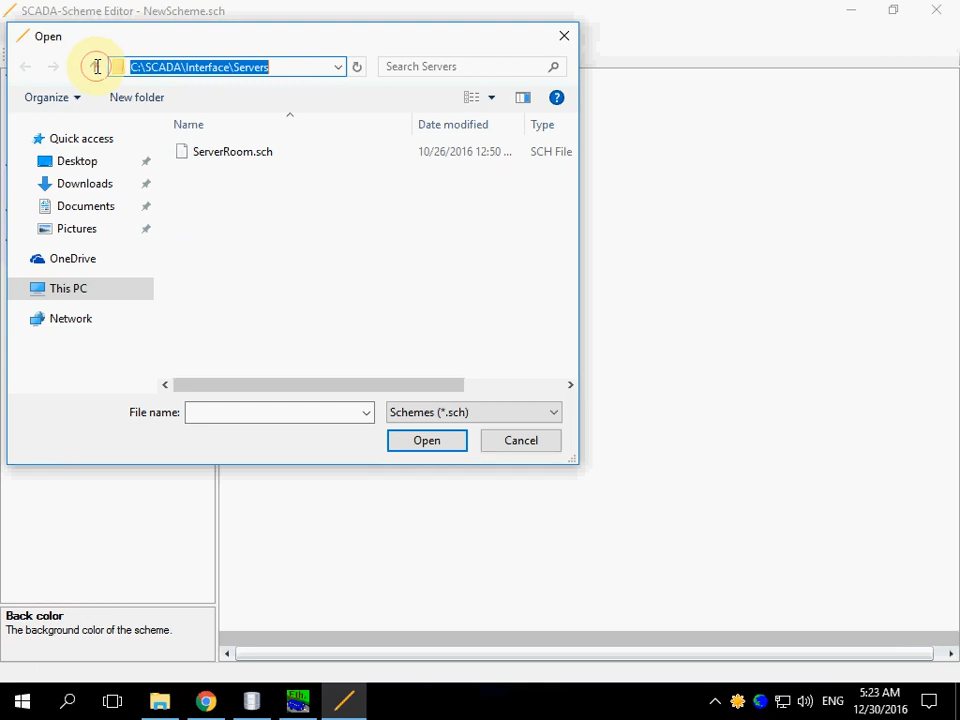 SCADA-Scheme Editor - NewScheme.sch
Open
C:\SCADA\Interface\Servers
Search Servers
Organize
New folder
Name
Date modified
Type
ServerRoom.sch
10/26/2016 12:50 ...
SCH File
Quick access
Desktop
Downloads
Documents
Pictures
OneDrive
This PC
Network
File name:
Schemes (*.sch)
Open
Cancel
Back color
The background color of the scheme.
ENG
5:23 AM
12/30/2016